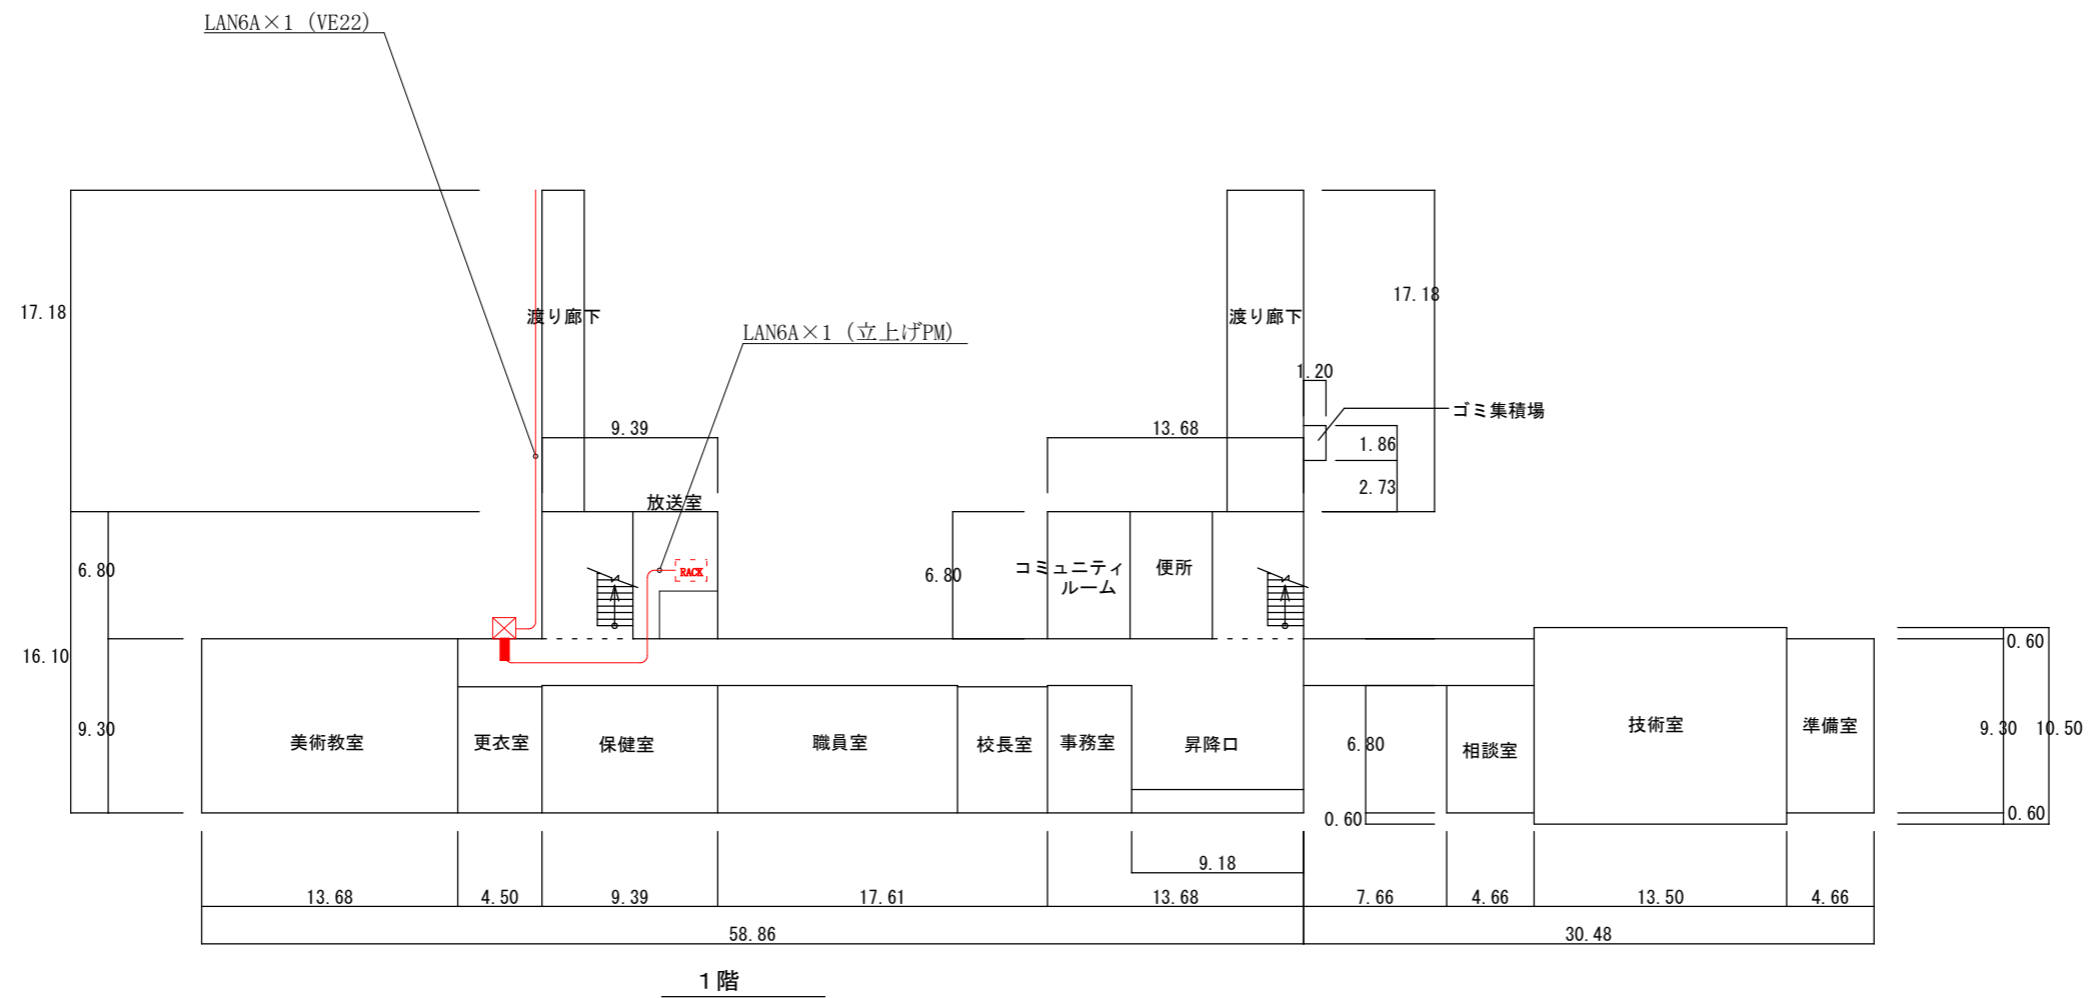 LAN6A×1 (VE22)
17.18
渡り廊下
LAN6A×1 (立上げPM)
渡り廊下
17.18
1.20
ゴミ集積場
9.39
13.68
1.86
2.73
放送室
6.80
RACK
6.80
コミュニティ
ルーム
便所
16.10
9.30
美術教室
更衣室
保健室
職員室
校長室
事務室
昇降口
6.80
相談室
技術室
準備室
0.60
9.30
10.50
0.60
0.60
9.18
13.68
4.50
9.39
17.61
13.68
7.66
4.66
13.50
4.66
58.86
30.48
1階